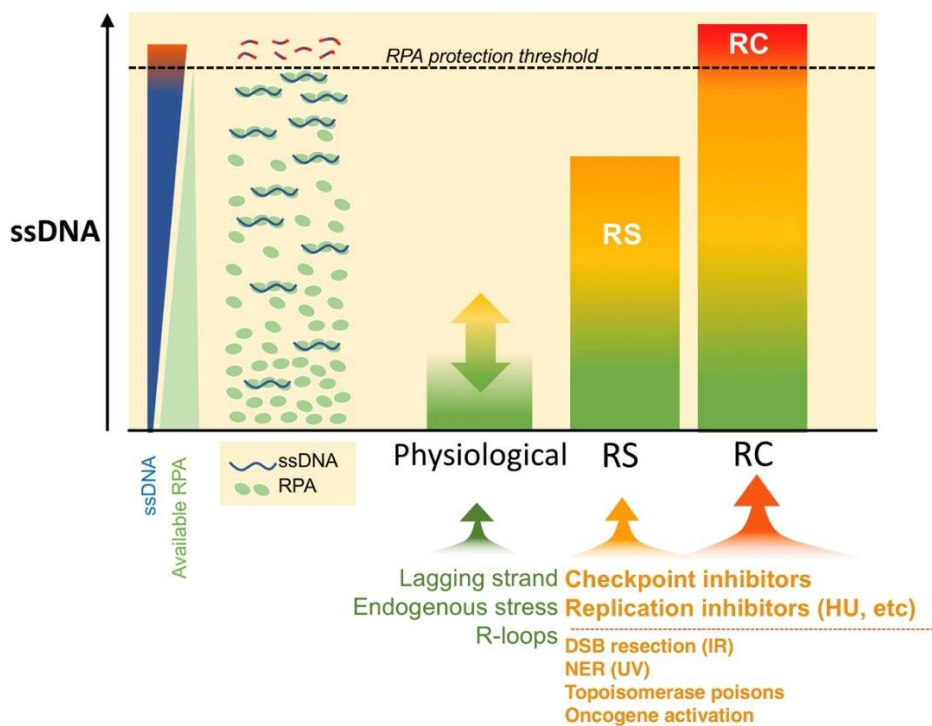 RC
RPA protection threshold
ssDNA
RS
ssDNA
Available RPA
ssDNA
RPA
Physiological
RS
RC
Lagging strand
Endogenous stress
R-loops
Checkpoint inhibitors
Replication inhibitors (HU, etc)
DSB resection (IR)
NER (UV)
Topoisomerase poisons
Oncogene activation